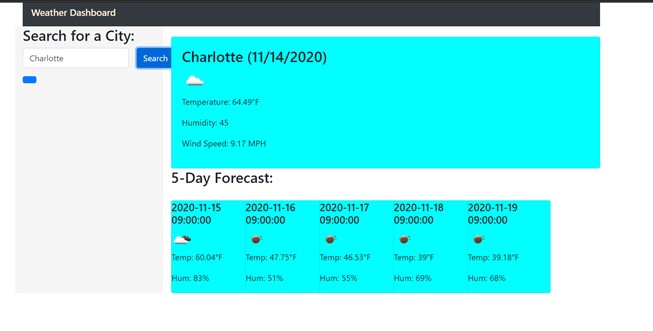 Weather Dashboard
Search for a City:
Charlotte
Search
Charlotte (11/14/2020)
Temperature: 64.49°F
Humidity: 45
Wind Speed: 9.17 MPH
5-Day Forecast:
2020-11-15 09:00:00
Temp: 60.04°F
Hum: 83%
2020-11-16 09:00:00
Temp: 47.75°F
Hum: 51%
2020-11-17 09:00:00
Temp: 46.53°F
Hum: 55%
2020-11-18 09:00:00
Temp: 39°F
Hum: 69%
2020-11-19 09:00:00
Temp: 39.18°F
Hum: 68%